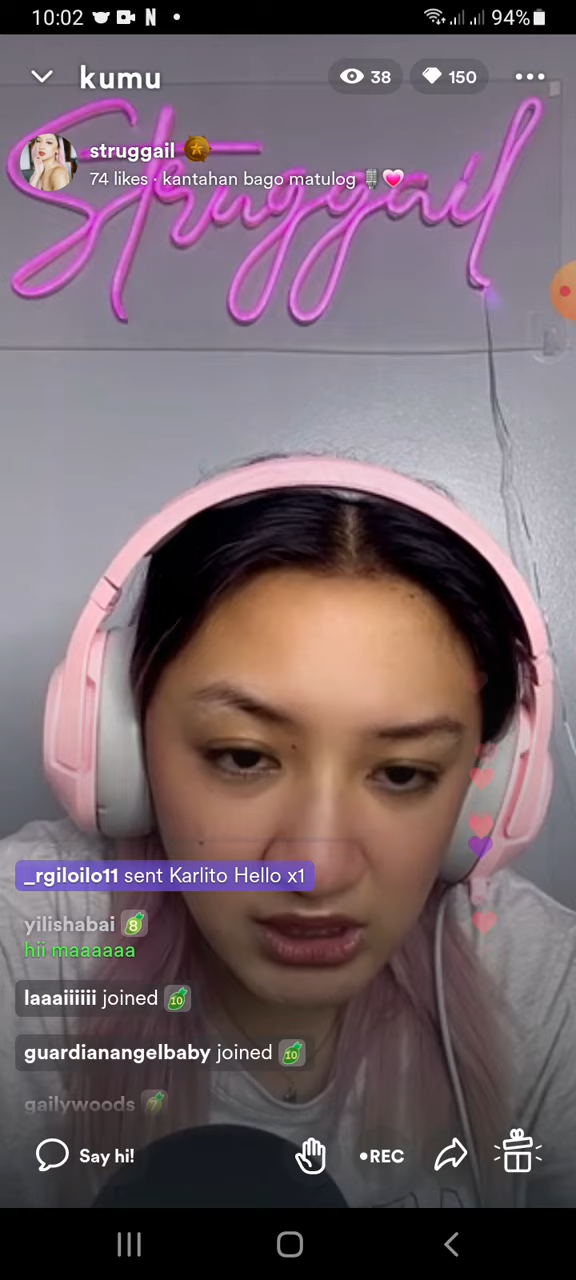 10:02 N 94%
kumu 38 150
struggail
74 likes · kantahan bago matulog
Struggail
_rgiloilo11 sent Karlito Hello x1
yilishabai 8
hii maaaaaa
laaaiiiiii joined 10
guardianangelbaby joined 10
gailywoods 7
Say hi! •REC